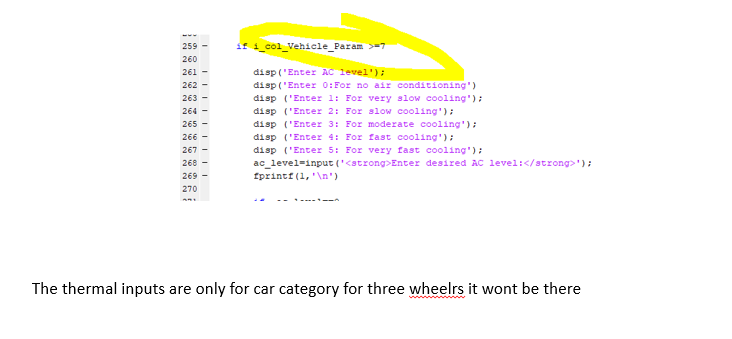 259 - if i_col_Vehicle_Param >=7
260
261 - disp('Enter AC level');
262 - disp('Enter 0:For no air conditioning')
263 - disp ('Enter 1: For very slow cooling');
264 - disp ('Enter 2: For slow cooling');
265 - disp ('Enter 3: For moderate cooling');
266 - disp ('Enter 4: For fast cooling');
267 - disp ('Enter 5: For very fast cooling');
268 - ac_level=input('<strong>Enter desired AC level:</strong>');
269 - fprintf(1,'\n')
270
The thermal inputs are only for car category for three wheelrs it wont be there